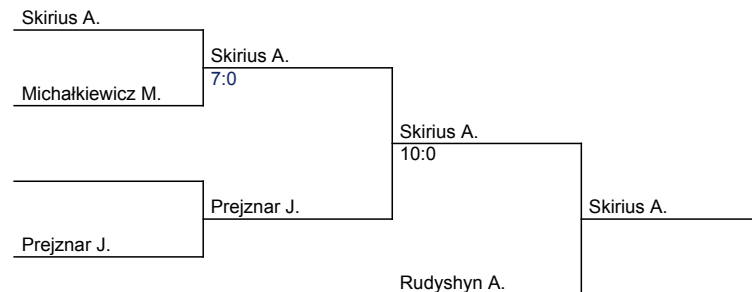 Skirius A.
Skirius A.
7:0
Michałkiewicz M.
Skirius A.
10:0
Prejznar J.
Skirius A.
Prejznar J.
Rudyshyn A.